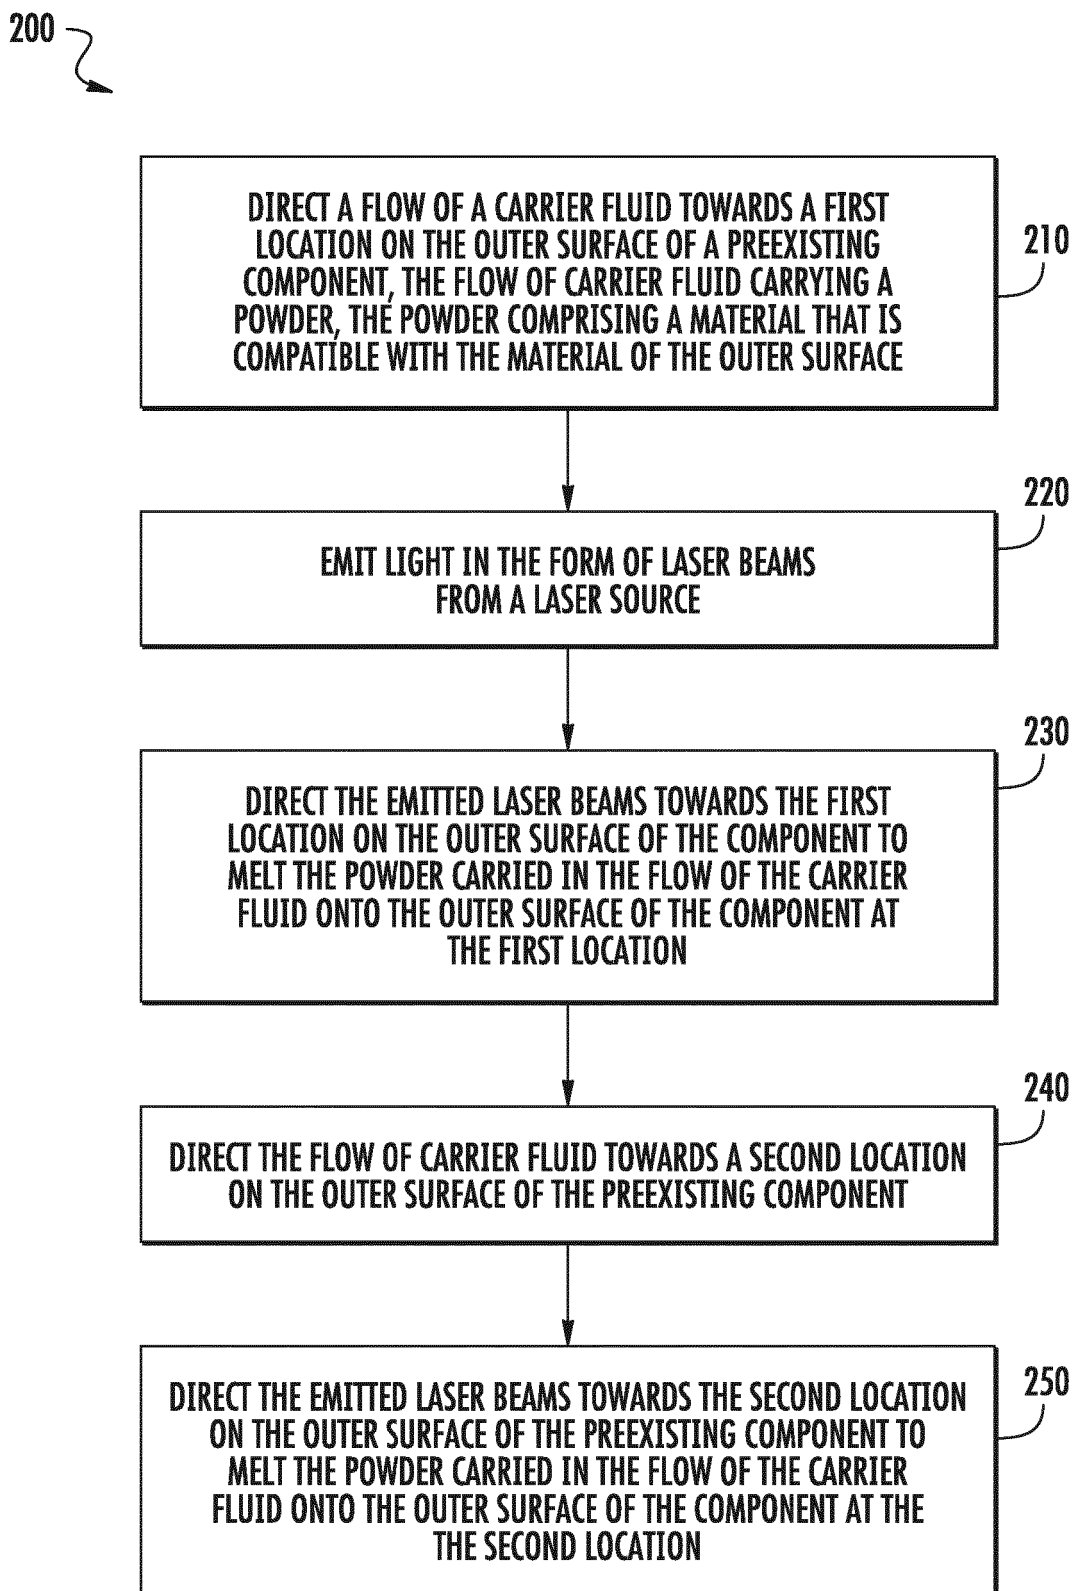 200
DIRECT A FLOW OF A CARRIER FLUID TOWARDS A FIRST
LOCATION ON THE OUTER SURFACE OF A PREEXISTING
COMPONENT, THE FLOW OF CARRIER FLUID CARRYING A
POWDER, THE POWDER COMPRISING A MATERIAL THAT IS
COMPATIBLE WITH THE MATERIAL OF THE OUTER SURFACE
210
EMIT LIGHT IN THE FORM OF LASER BEAMS
FROM A LASER SOURCE
220
DIRECT THE EMITTED LASER BEAMS TOWARDS THE FIRST
LOCATION ON THE OUTER SURFACE OF THE COMPONENT TO
MELT THE POWDER CARRIED IN THE FLOW OF THE CARRIER
FLUID ONTO THE OUTER SURFACE OF THE COMPONENT AT
THE FIRST LOCATION
230
DIRECT THE FLOW OF CARRIER FLUID TOWARDS A SECOND LOCATION
ON THE OUTER SURFACE OF THE PREEXISTING COMPONENT
240
DIRECT THE EMITTED LASER BEAMS TOWARDS THE SECOND LOCATION
ON THE OUTER SURFACE OF THE PREEXISTING COMPONENT TO
MELT THE POWDER CARRIED IN THE FLOW OF THE CARRIER
FLUID ONTO THE OUTER SURFACE OF THE COMPONENT AT THE
THE SECOND LOCATION
250